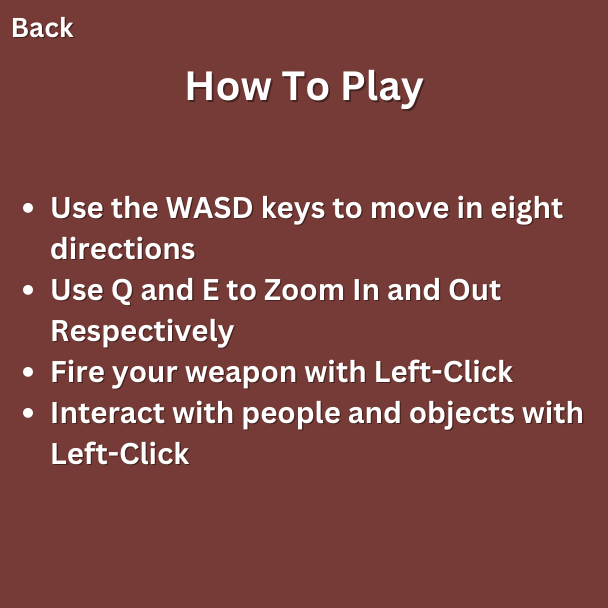 Back
How To Play
• Use the WASD keys to move in eight
directions
• Use Q and E to Zoom In and Out
Respectively
• Fire your weapon with Left-Click
• Interact with people and objects with
Left-Click